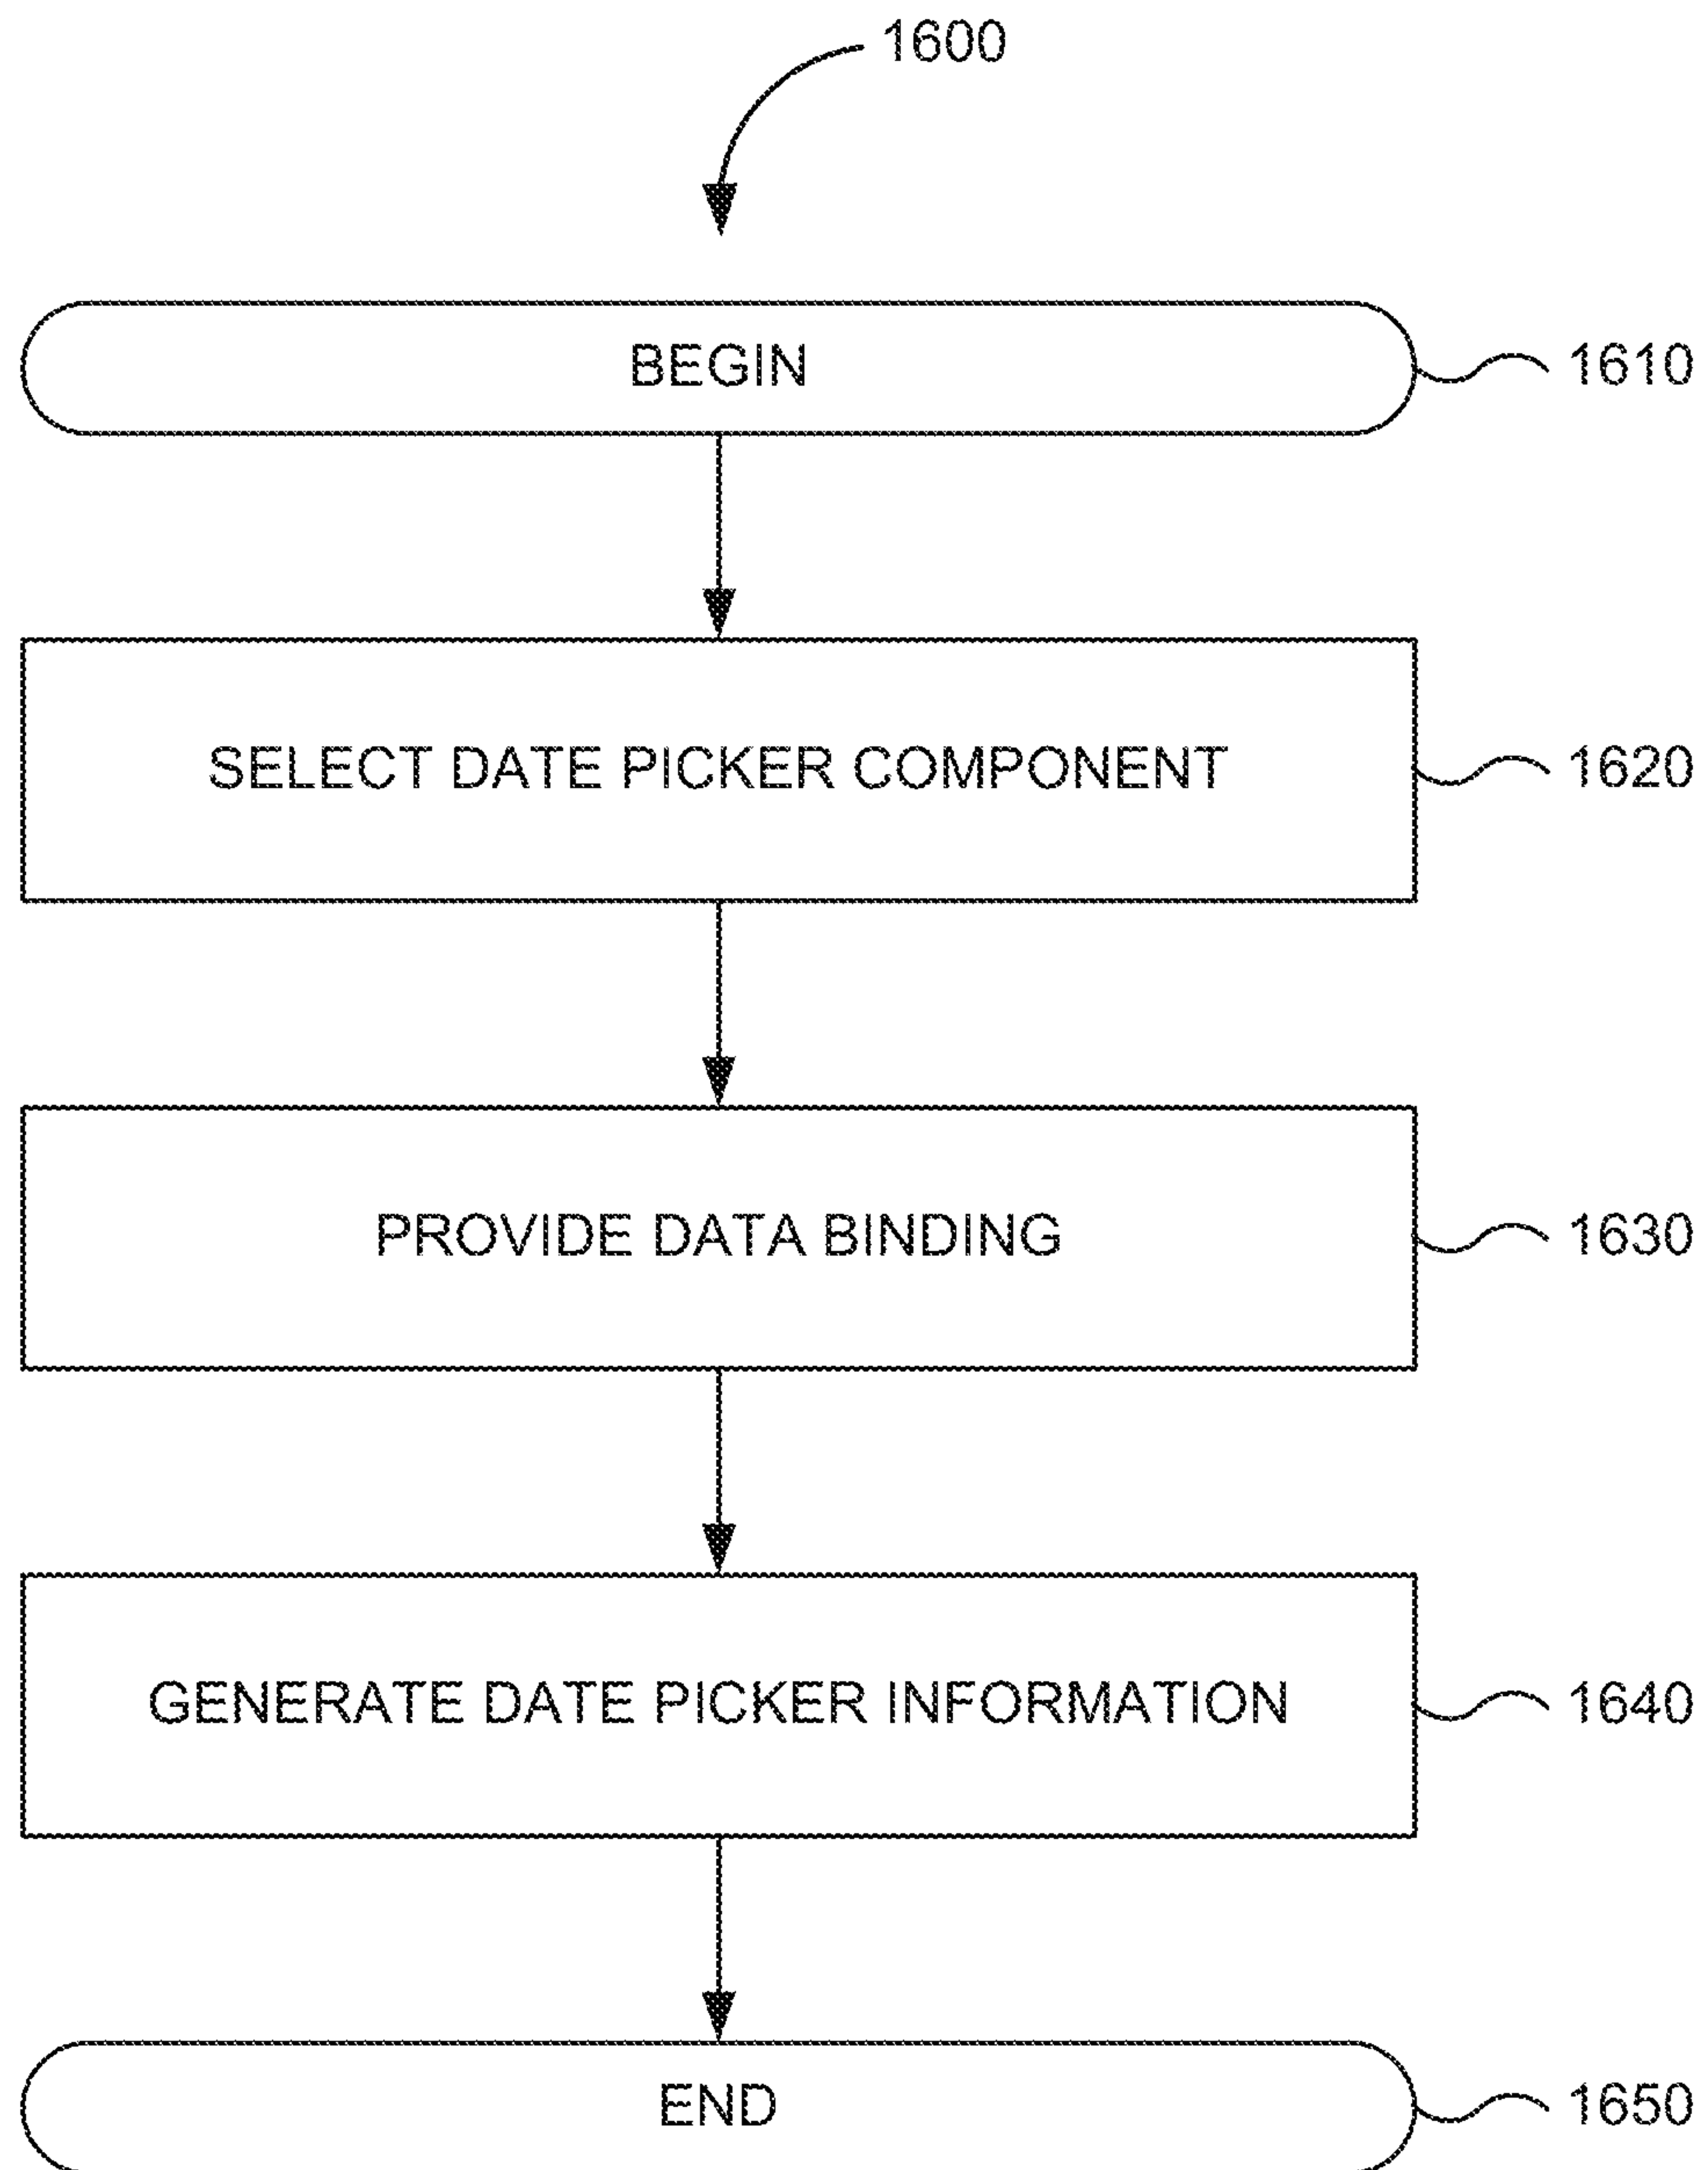 1600
BEGIN
1610
SELECT DATE PICKER COMPONENT
1620
PROVIDE DATA BINDING
1630
GENERATE DATE PICKER INFORMATION
1640
END
1650